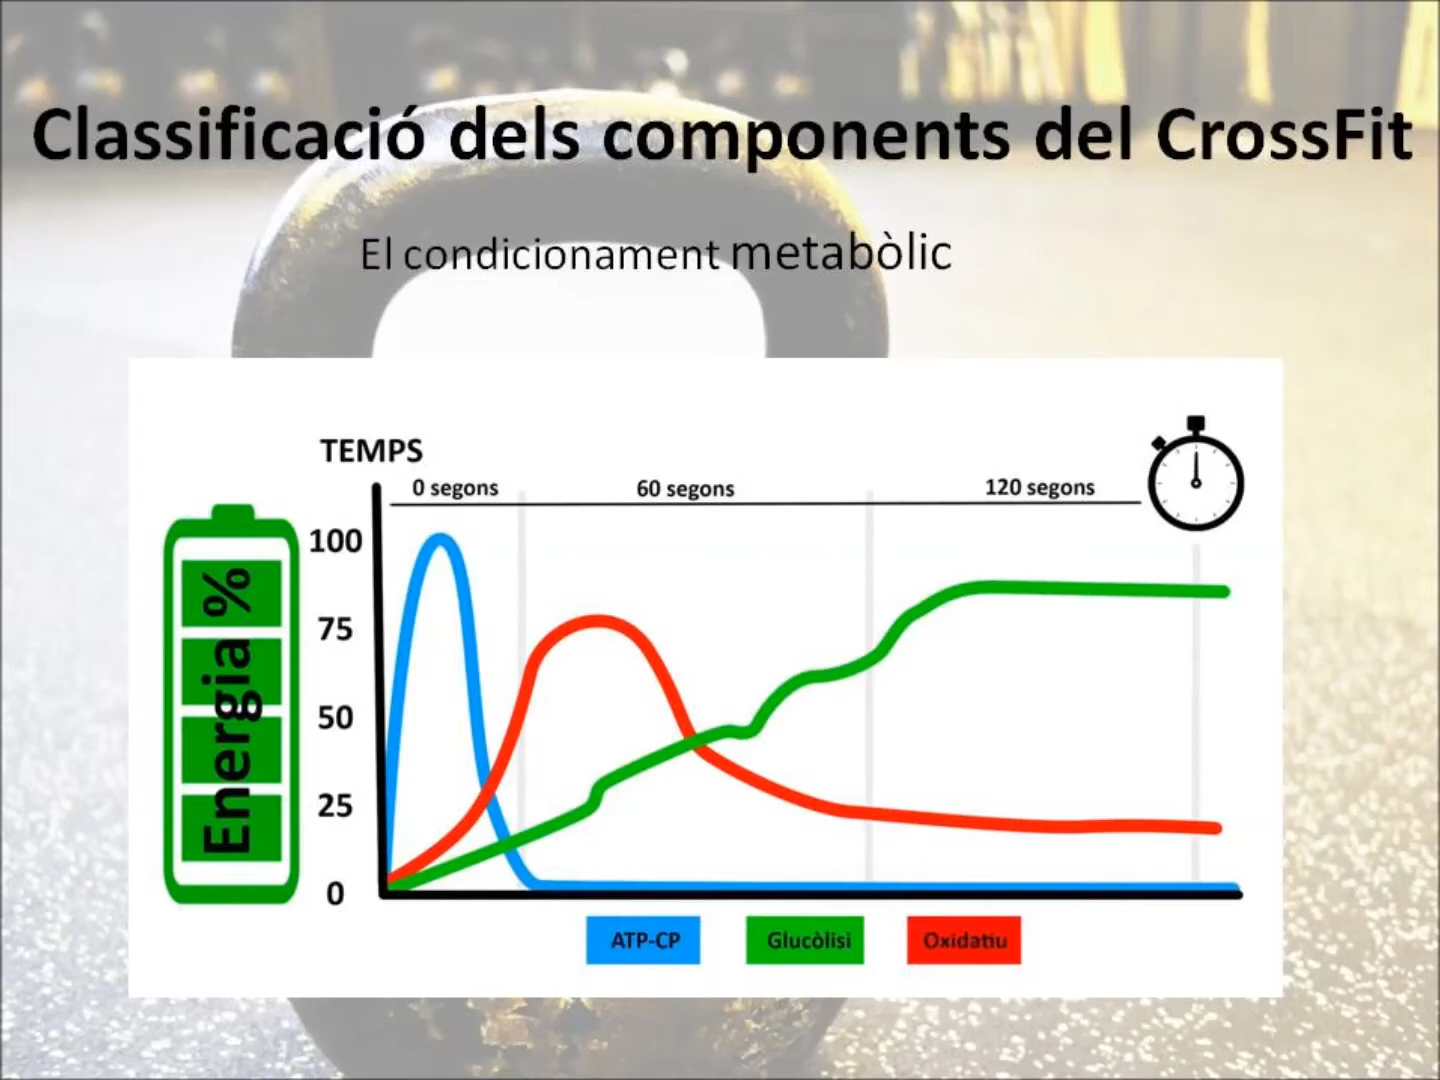 Classificació dels components del CrossFit
El condicionament metabòlic
TEMPS
0 segons
60 segons
120 segons
Energia %
100
75
50
25
0
ATP-CP
Glucòlisi
Oxidatiu